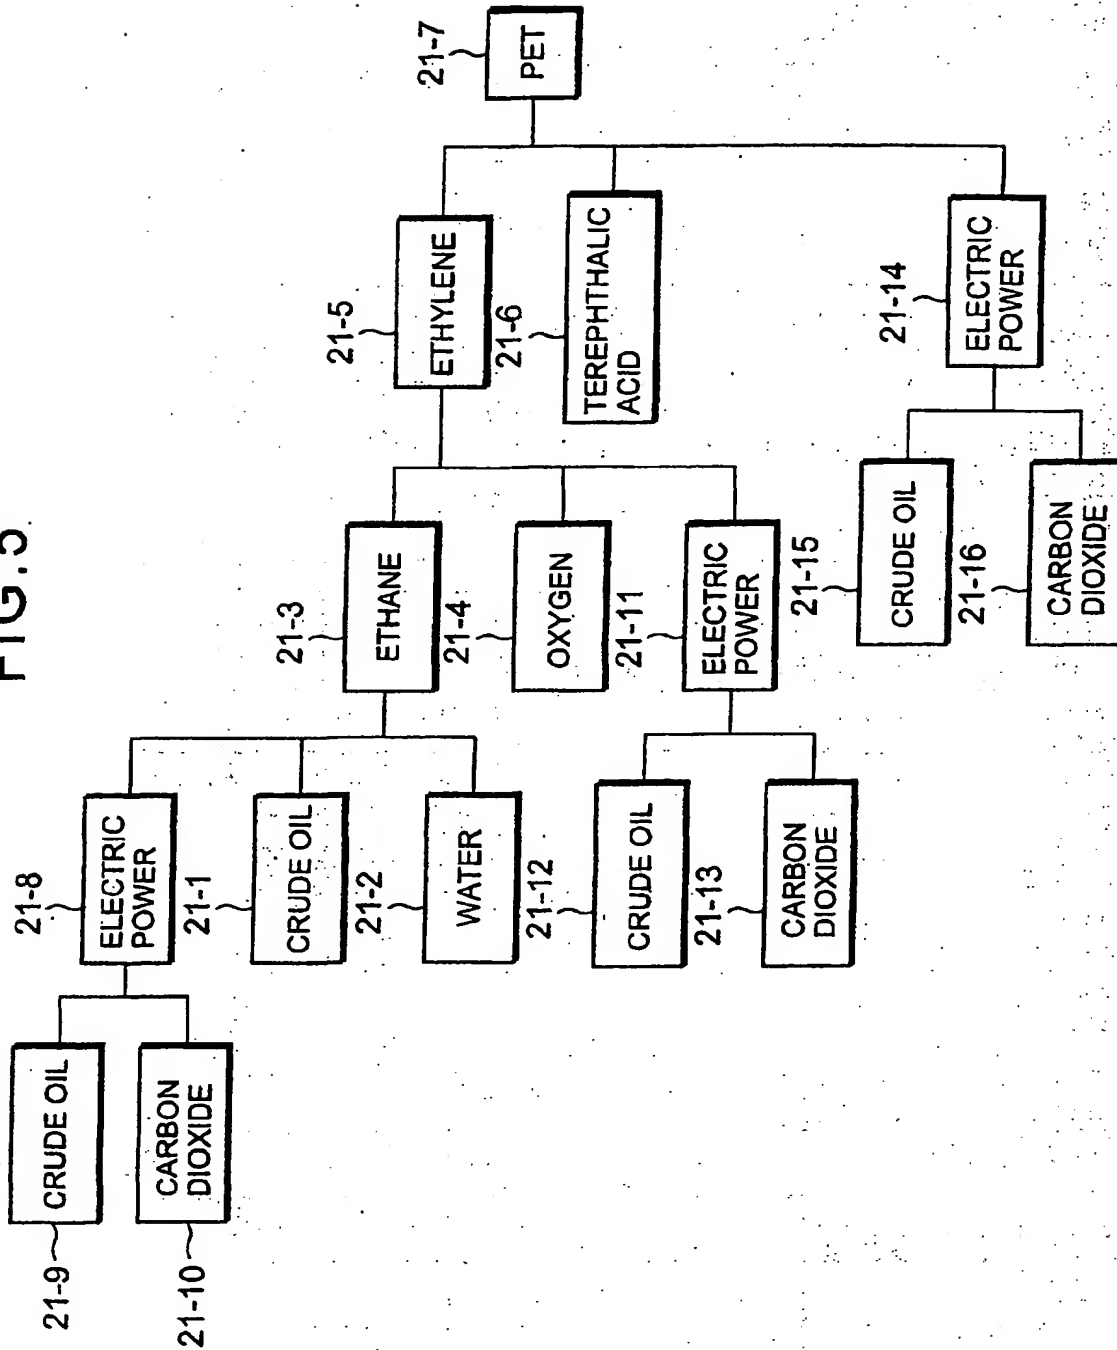 FIG.5
21-9
CRUDE OIL
21-10
CARBON
DIOXIDE
21-8
ELECTRIC
POWER
21-1
CRUDE OIL
21-2
WATER
21-12
CRUDE OIL
21-13
CARBON
DIOXIDE
21-3
ETHANE
21-4
OXYGEN
21-11
ELECTRIC
POWER
21-15
CRUDE OIL
21-16
CARBON
DIOXIDE
21-5
ETHYLENE
21-6
TEREPHTHALIC
ACID
21-14
ELECTRIC
POWER
21-7
PET